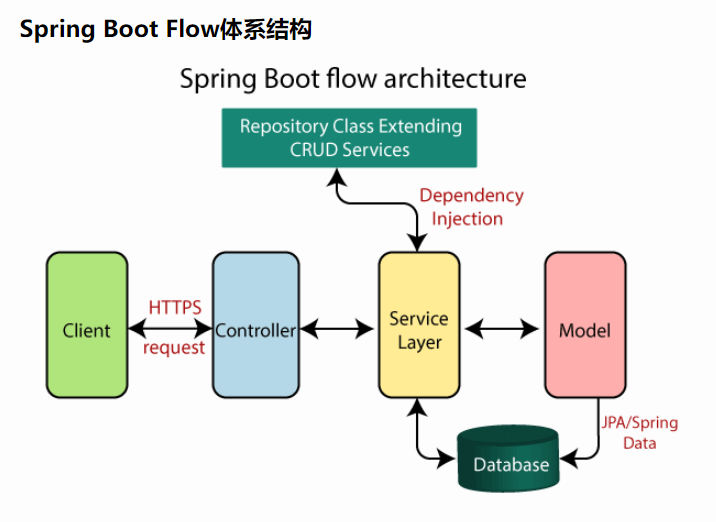 Spring Boot Flow体系结构
Spring Boot flow architecture
Repository Class Extending
CRUD Services
Dependency
Injection
Client
HTTPS
request
Controller
Service
Layer
Model
JPA/Spring
Data
Database